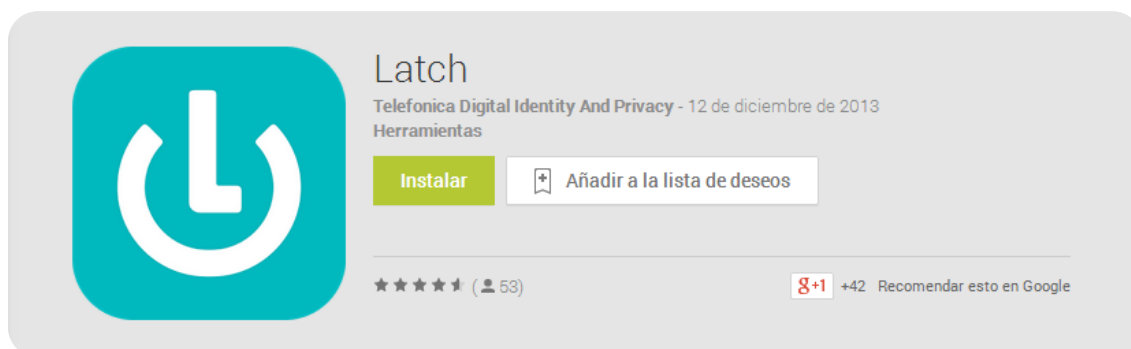 Latch
Telefonica Digital Identity And Privacy - 12 de diciembre de 2013
Herramientas
Instalar
Añadir a la lista de deseos
(53)
g+1 +42 Recomendar esto en Google